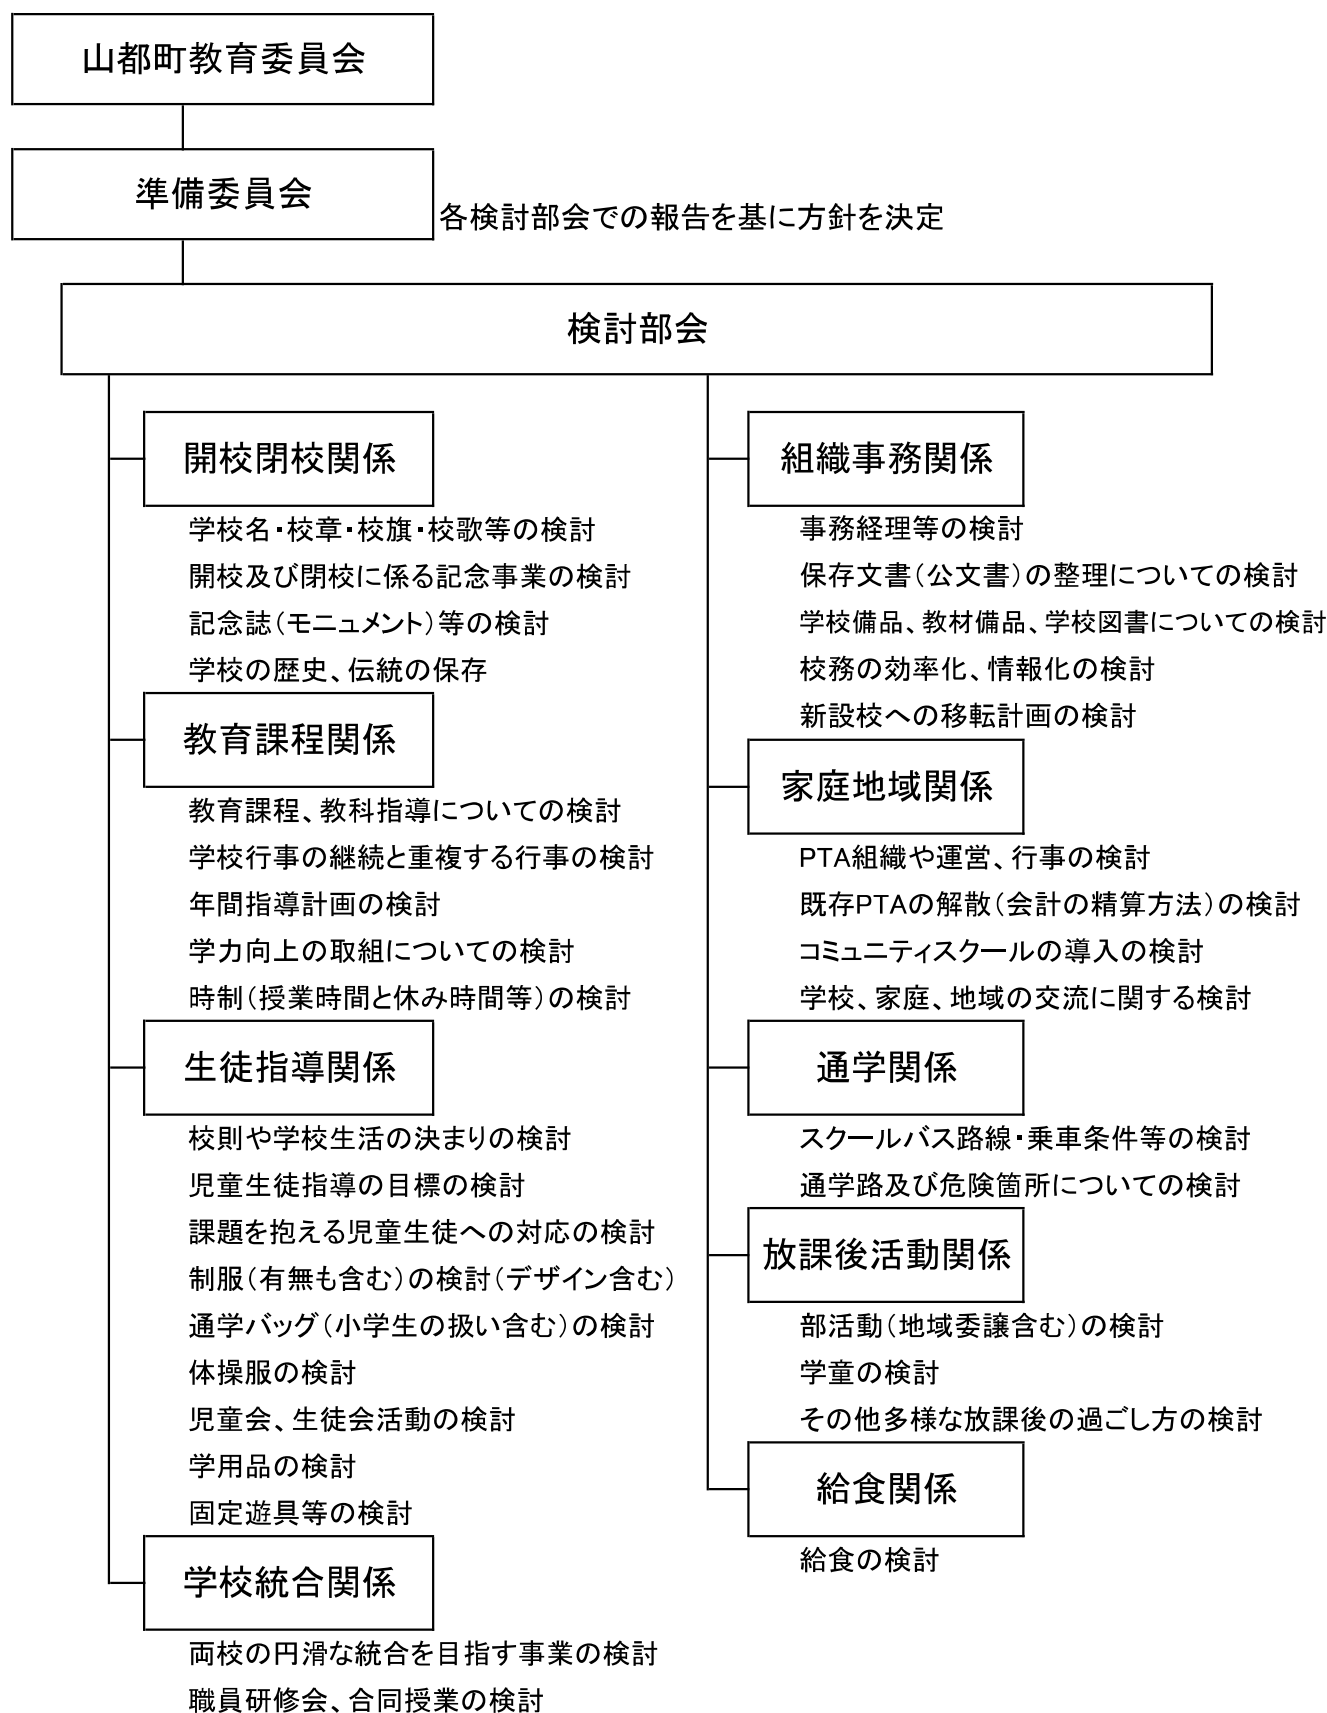 山都町教育委員会
準備委員会
各検討部会での報告を基に方針を決定
検討部会
開校閉校関係
学校名・校章・校旗・校歌等の検討
開校及び閉校に係る記念事業の検討
記念誌（モニュメント）等の検討
学校の歴史、伝統の保存
教育課程関係
教育課程、教科指導についての検討
学校行事の継続と重複する行事の検討
年間指導計画の検討
学力向上の取組についての検討
時制（授業時間と休み時間等）の検討
生徒指導関係
校則や学校生活の決まりの検討
児童生徒指導の目標の検討
課題を抱える児童生徒への対応の検討
制服（有無も含む）の検討（デザイン含む）
通学バッグ（小学生の扱い含む）の検討
体操服の検討
児童会、生徒会活動の検討
学用品の検討
固定遊具等の検討
学校統合関係
両校の円滑な統合を目指す事業の検討
職員研修会、合同授業の検討
組織事務関係
事務経理等の検討
保存文書（公文書）の整理についての検討
学校備品、教材備品、学校図書についての検討
校務の効率化、情報化の検討
新設校への移転計画の検討
家庭地域関係
PTA組織や運営、行事の検討
既存PTAの解散（会計の精算方法）の検討
コミュニティスクールの導入の検討
学校、家庭、地域の交流に関する検討
通学関係
スクールバス路線・乗車条件等の検討
通学路及び危険箇所についての検討
放課後活動関係
部活動（地域委譲含む）の検討
学童の検討
その他多様な放課後の過ごし方の検討
給食関係
給食の検討